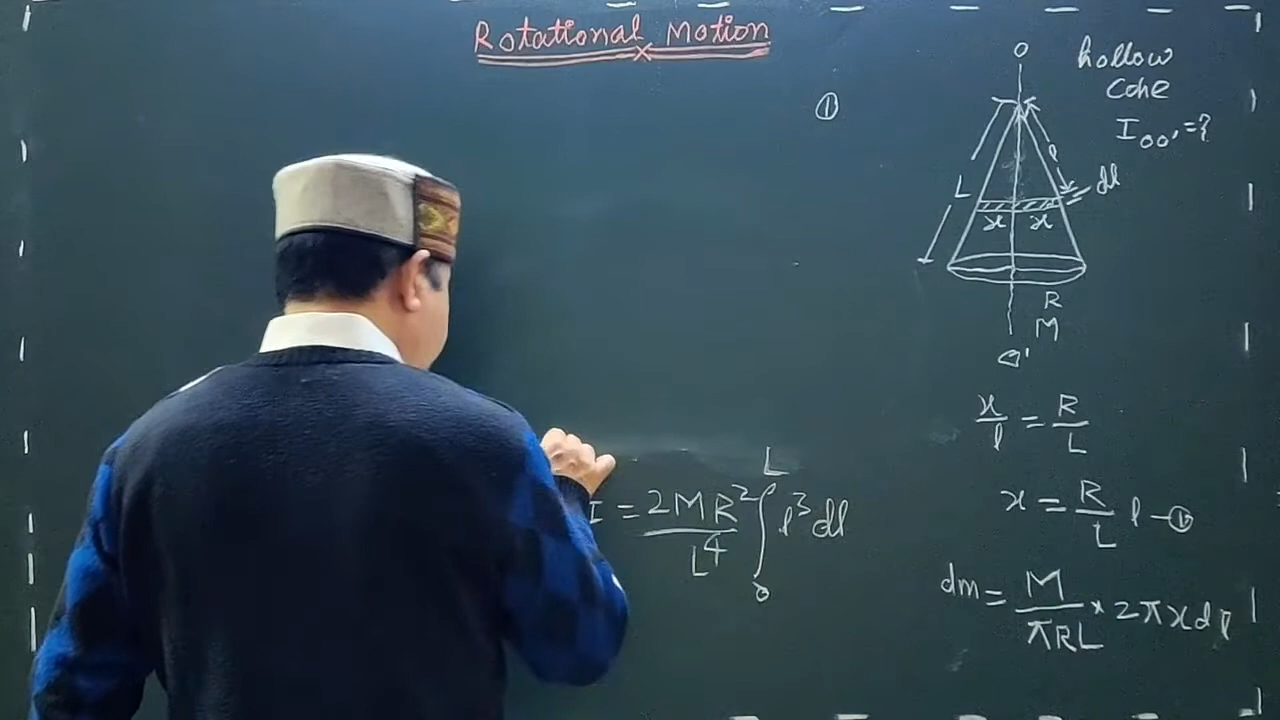 Rotational Motion
①
O
hollow
cone
I₀₀' = ?
l
L
dl
x x
R
M
O'
x/l = R/L
x = R/L l —①
I = 2MR²/L⁴ ∫₀ᴸ l³ dl
dm = M/πRL * 2πx dl